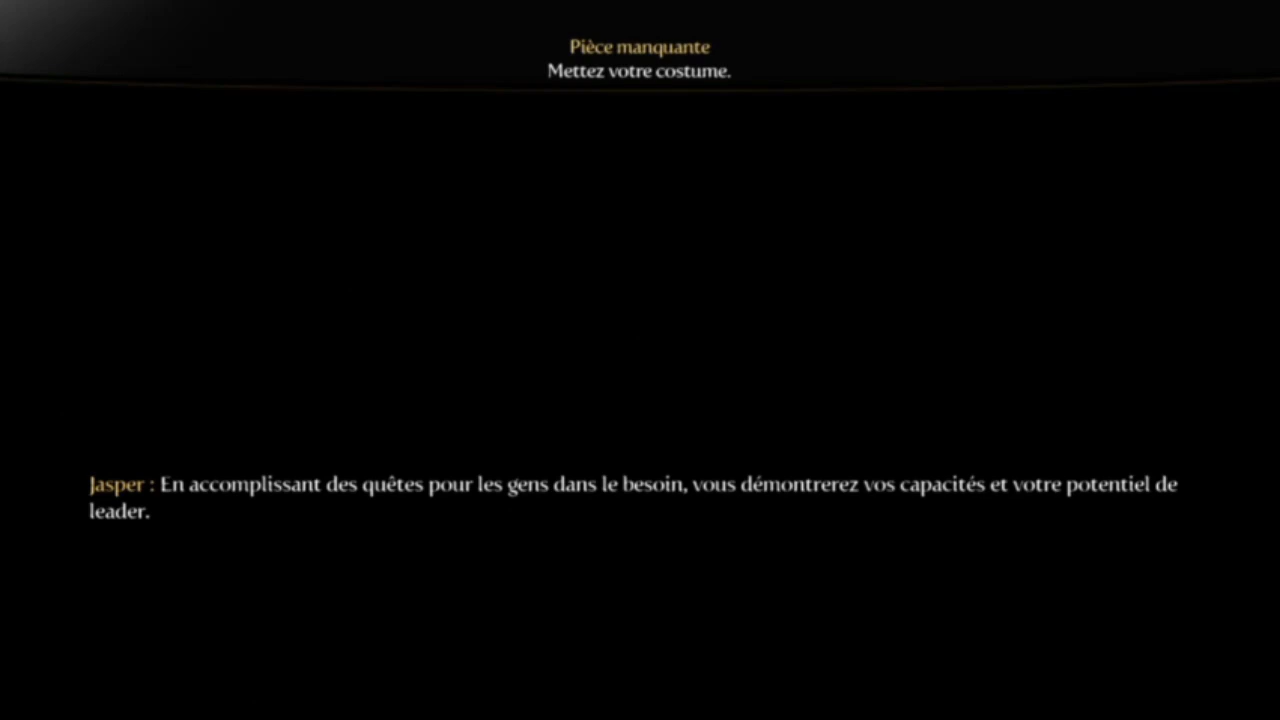 Pièce manquante
Mettez votre costume.
Jasper : En accomplissant des quêtes pour les gens dans le besoin, vous démontrerez vos capacités et votre potentiel de
leader.